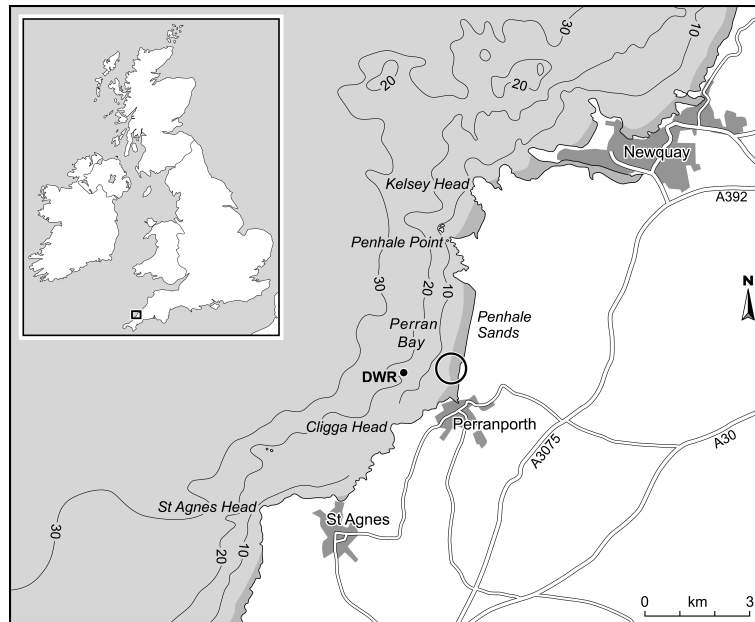 30
10
20
20
Newquay
Kelsey Head
A392
Penhale Point
N
30
20
10
Penhale
Sands
Perran
Bay
DWR
Cligga Head
Perranporth
A3075
A30
St Agnes Head
St Agnes
30
20
10
0 km 3